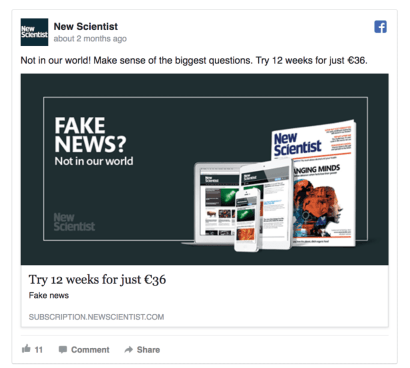 New
Scientist
New Scientist
about 2 months ago
Not in our world! Make sense of the biggest questions. Try 12 weeks for just €36.
FAKE
NEWS?
Not in our world
New
Scientist
New
Scientist
ANGING MINDS
Try 12 weeks for just €36
Fake news
SUBSCRIPTION.NEWSCIENTIST.COM
11 Comment Share